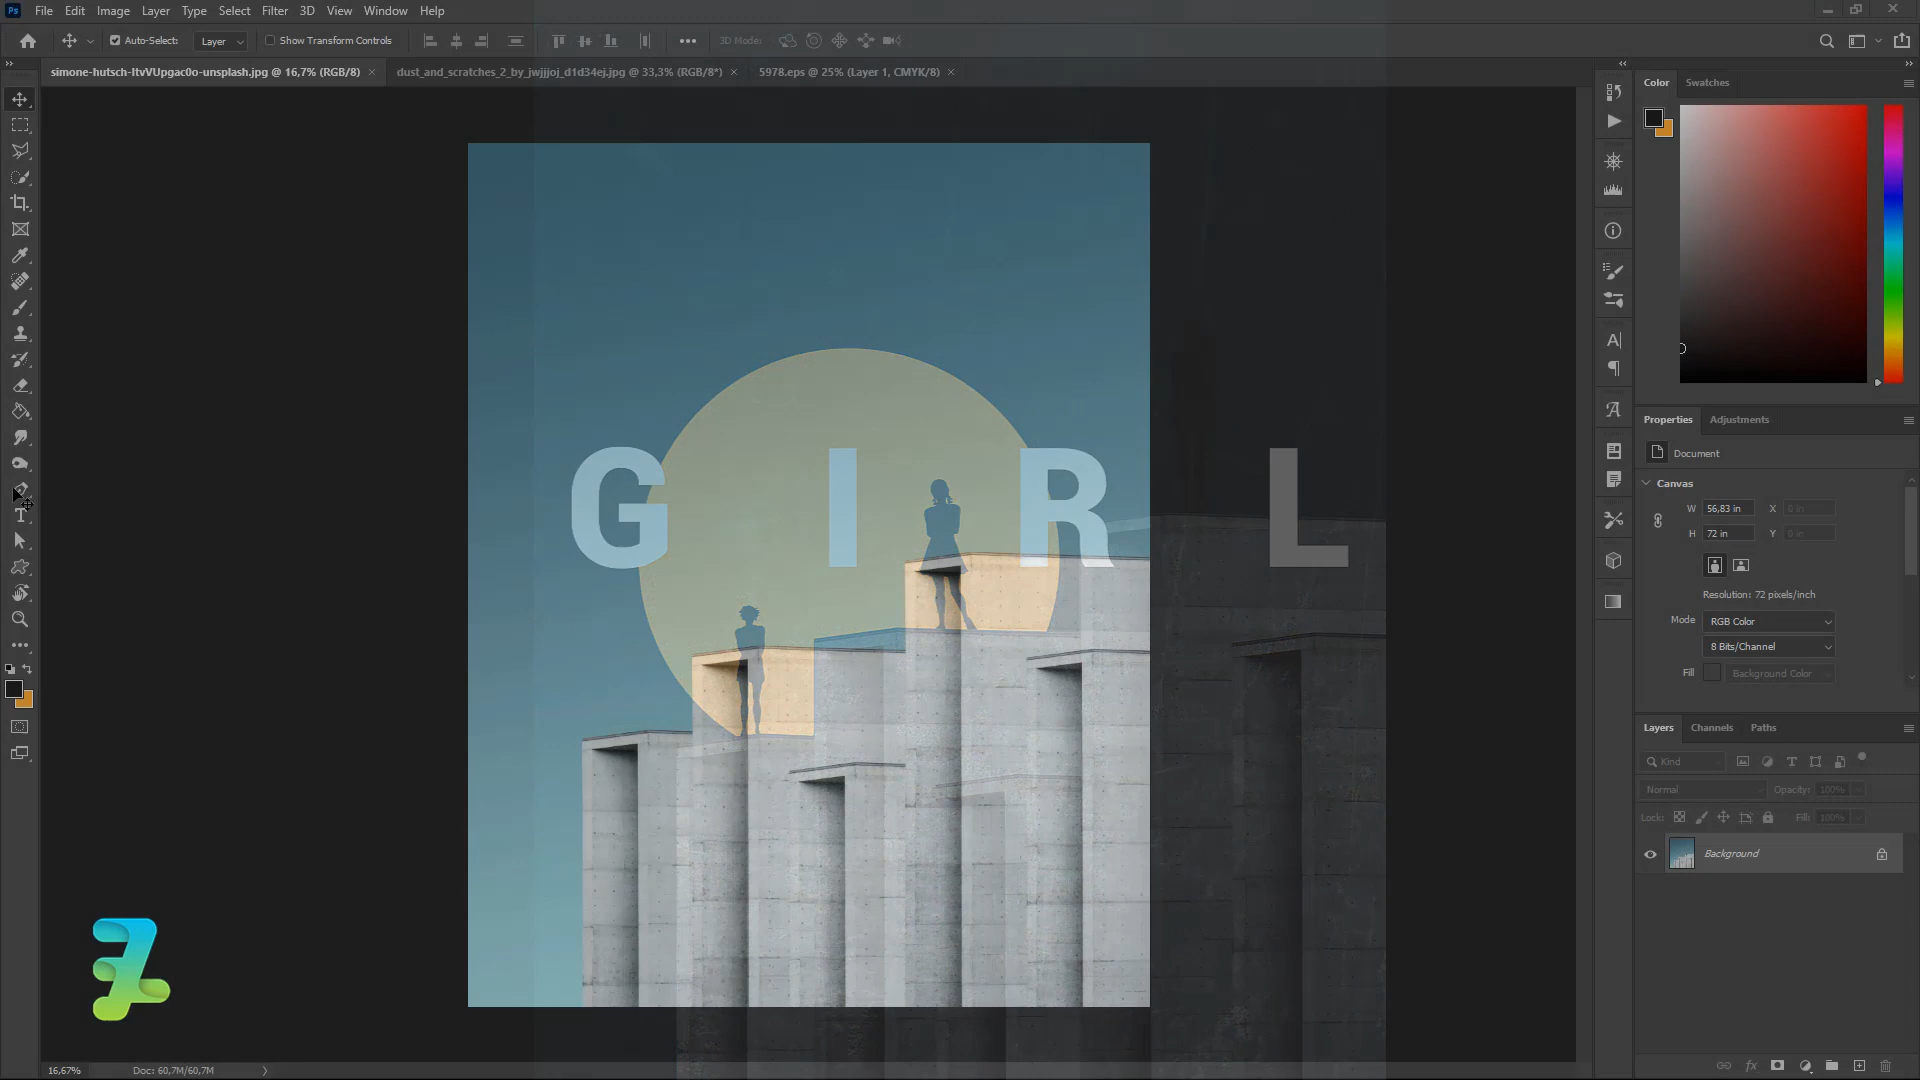 Ps File Edit Image Layer Type Select Filter 3D View Window Help
Auto-Select: Layer Show Transform Controls 3D Mode:
simone-hutsch-ItvVUpgac0o-unsplash.jpg @ 16,7% (RGB/8) × dust_and_scratches_2_by_jwjjjoj_d1d34ej.jpg @ 33,3% (RGB/8*) × 5978.eps @ 25% (Layer 1, CMYK/8) ×
Color Swatches
G I R L
Properties Adjustments
Document
Canvas
W 56,83 in X 0 in
H 72 in Y 0 in
Resolution: 72 pixels/inch
Mode RGB Color
8 Bits/Channel
Fill Background Color
Layers Channels Paths
Kind
Normal Opacity: 100%
Lock: Fill: 100%
Background
16,67% Doc: 60,7M/60,7M